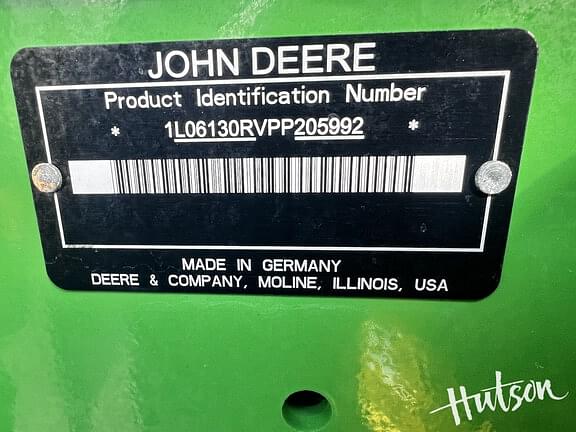 JOHN DEERE
Product Identification Number
* 1L06130RVPP205992 *
MADE IN GERMANY
DEERE & COMPANY, MOLINE, ILLINOIS, USA
Hutson